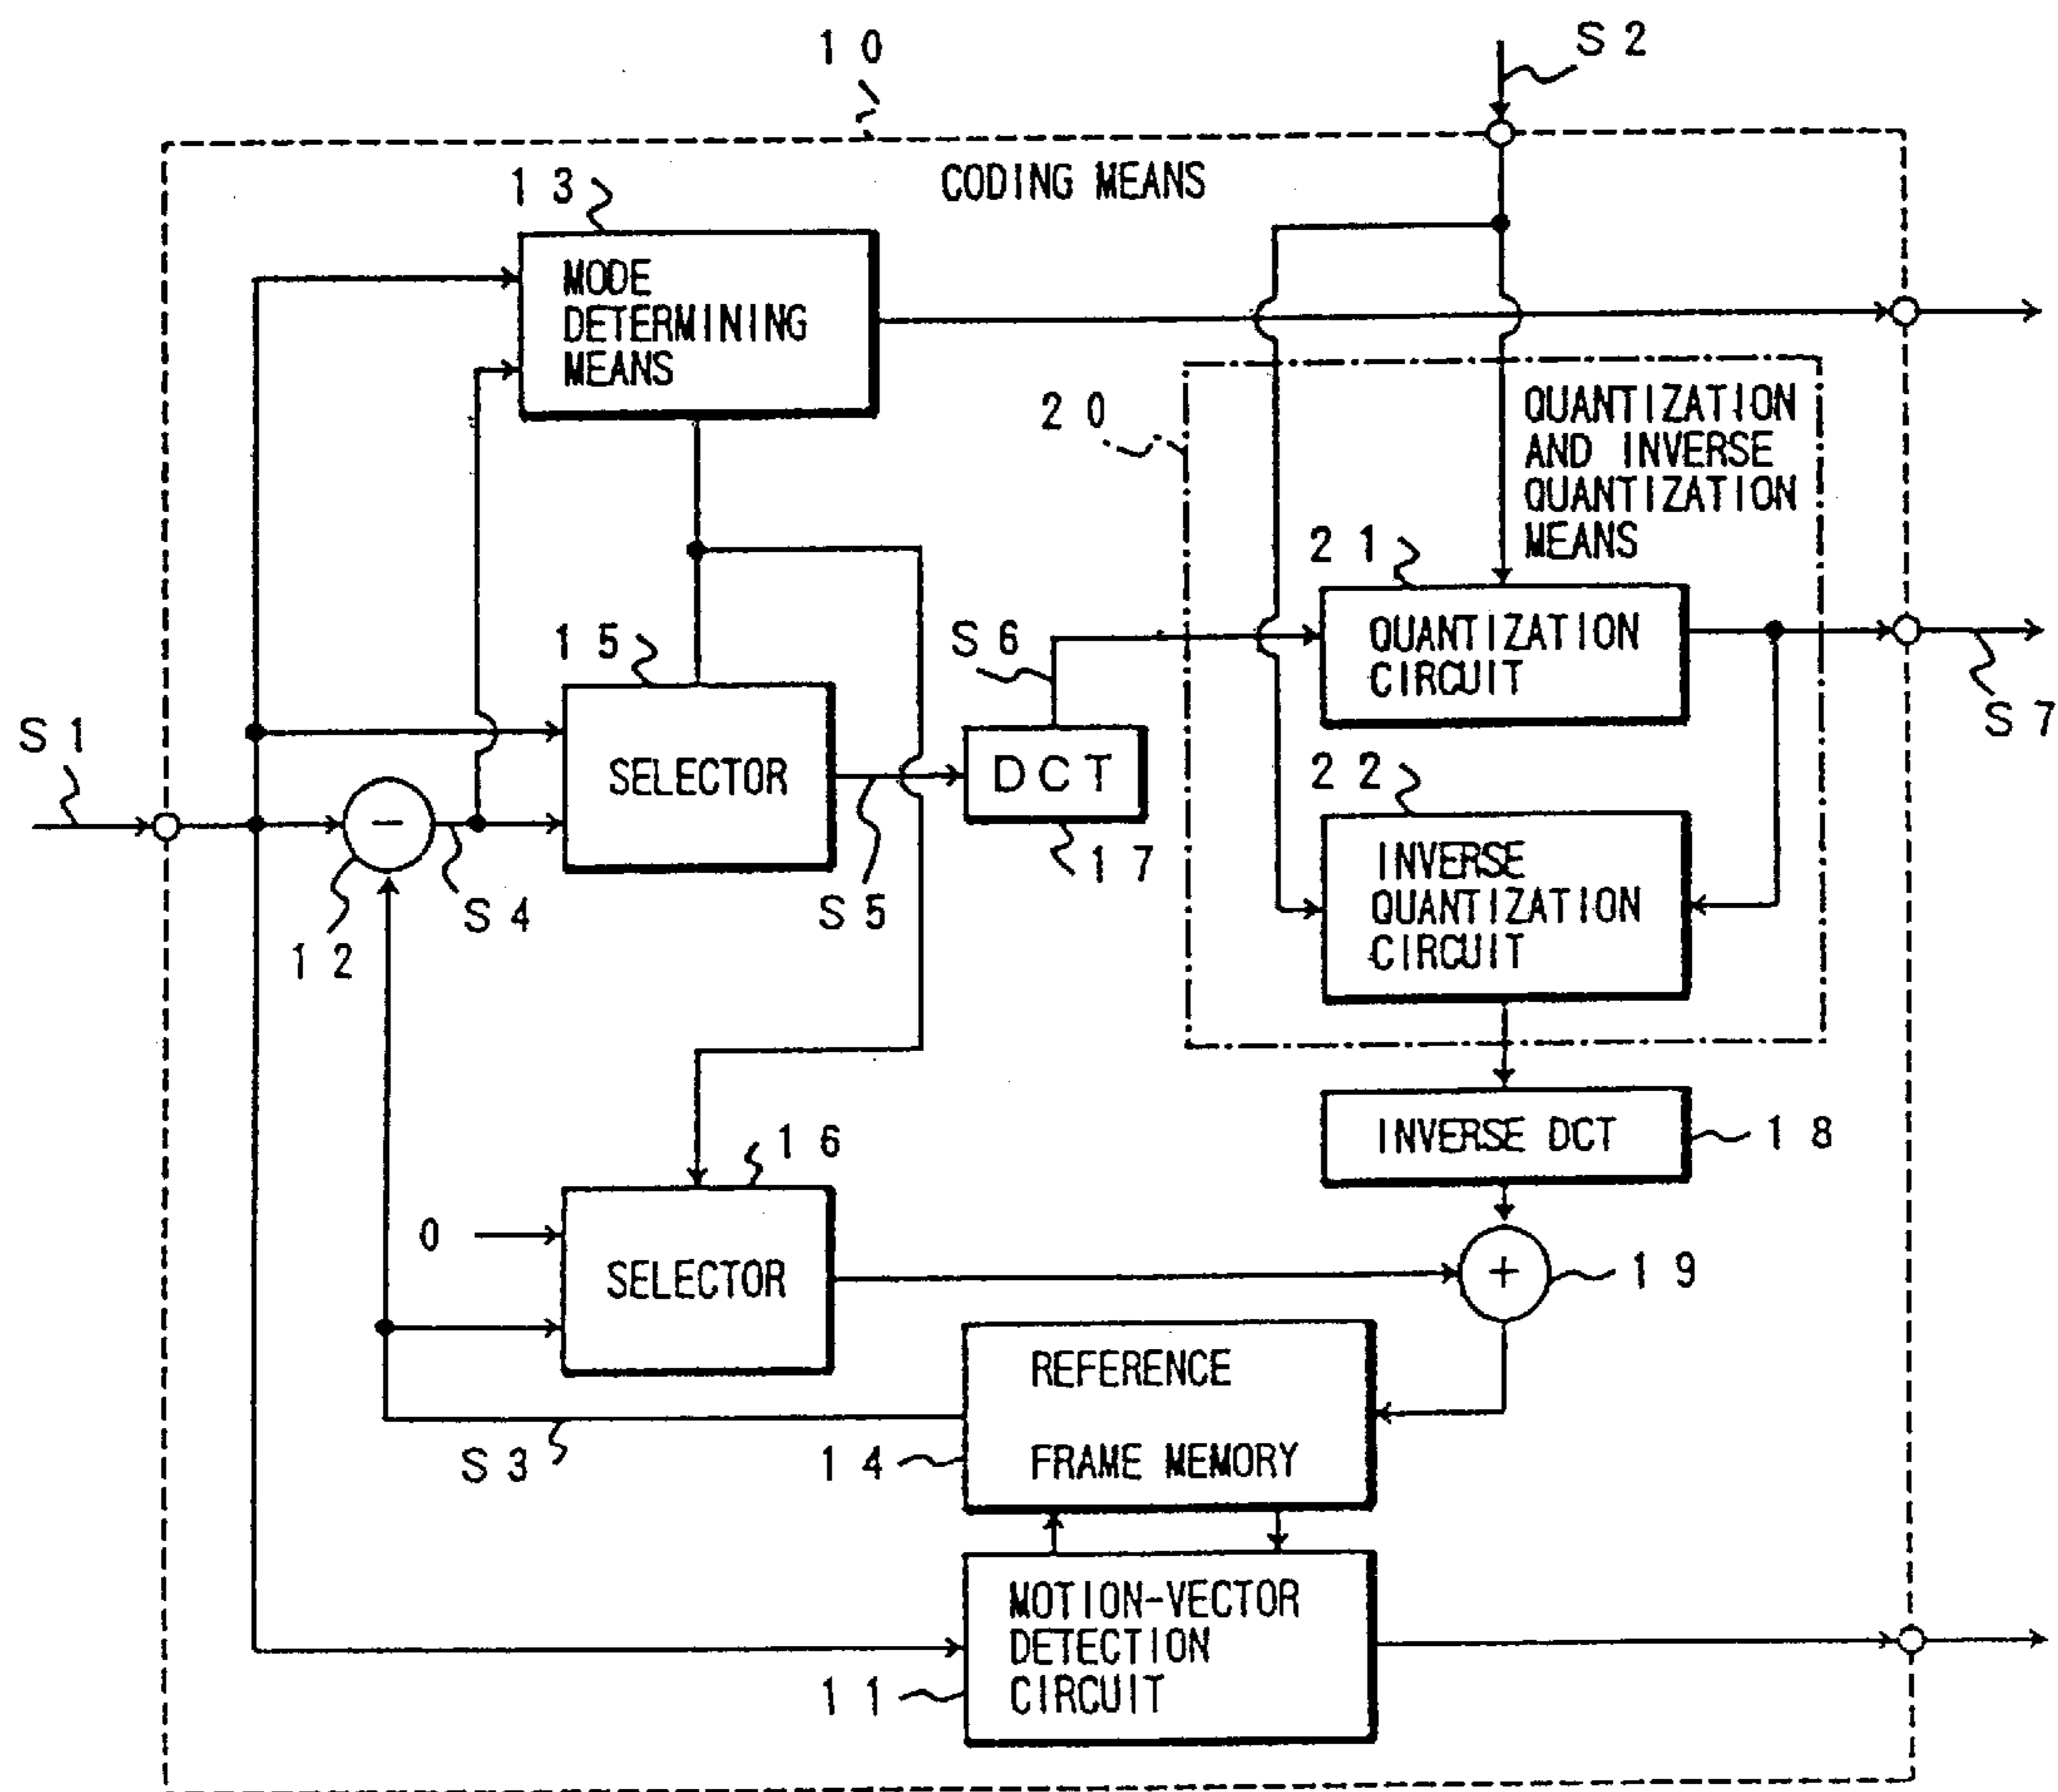 10
S2
CODING MEANS
13
MODE
DETERMINING
MEANS
20
QUANTIZATION
AND INVERSE
QUANTIZATION
MEANS
21
QUANTIZATION
CIRCUIT
S7
15
SELECTOR
S6
DCT
17
S1
−
12
S4
S5
22
INVERSE
QUANTIZATION
CIRCUIT
INVERSE DCT
18
16
0
SELECTOR
+
19
REFERENCE
FRAME MEMORY
14
S3
MOTION-VECTOR
DETECTION
CIRCUIT
11